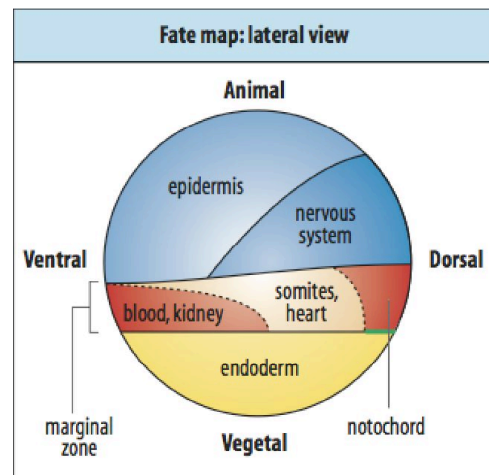 Fate map: lateral view
Animal
epidermis
nervous
system
Ventral
Dorsal
somites,
heart
blood, kidney
endoderm
marginal
zone
notochord
Vegetal